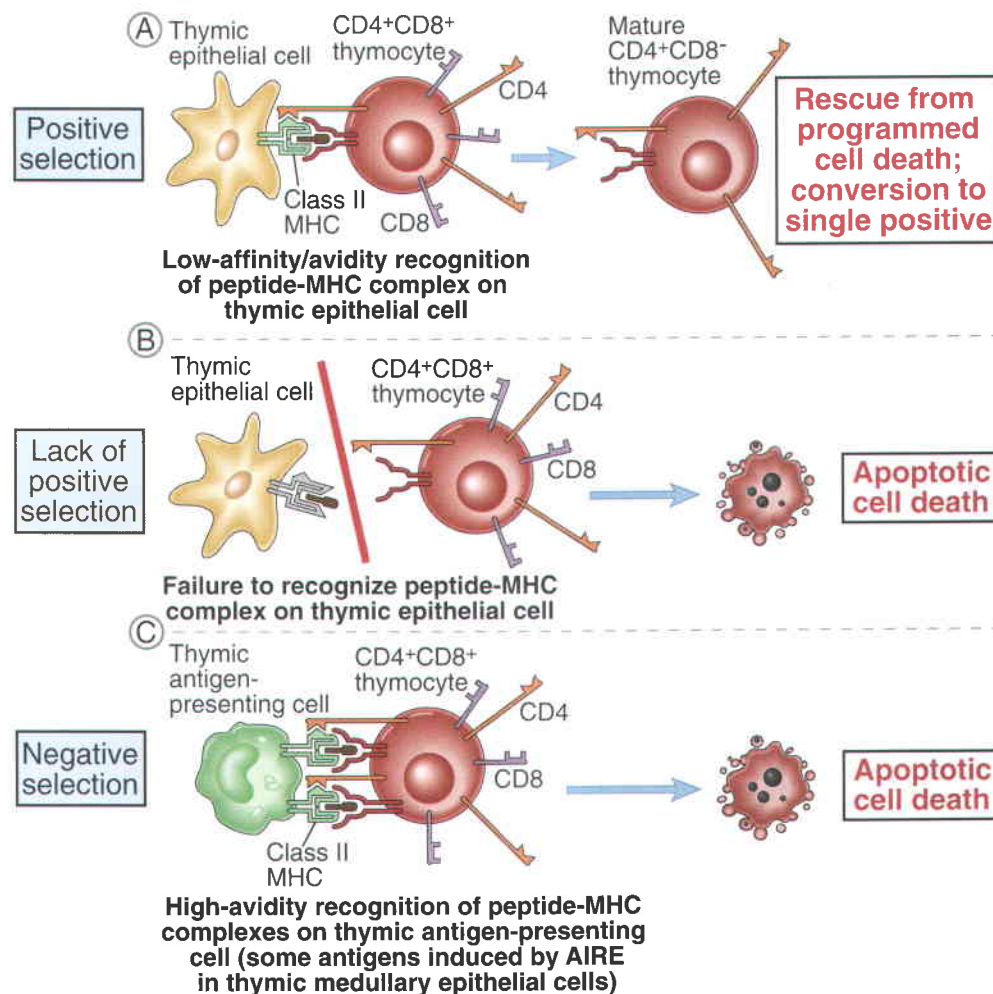 A
Thymic
epithelial cell
CD4+CD8+
thymocyte
CD4
Mature
CD4+CD8-
thymocyte
Positive
selection
Class II
MHC
CD8
Rescue from
programmed
cell death;
conversion to
single positive
Low-affinity/avidity recognition
of peptide-MHC complex on
thymic epithelial cell
B
Thymic
epithelial cell
CD4+CD8+
thymocyte
CD4
CD8
Lack of
positive
selection
Apoptotic
cell death
Failure to recognize peptide-MHC
complex on thymic epithelial cell
C
Thymic
antigen-
presenting cell
CD4+CD8+
thymocyte
CD4
CD8
Negative
selection
Class II
MHC
Apoptotic
cell death
High-avidity recognition of peptide-MHC
complexes on thymic antigen-presenting
cell (some antigens induced by AIRE
in thymic medullary epithelial cells)